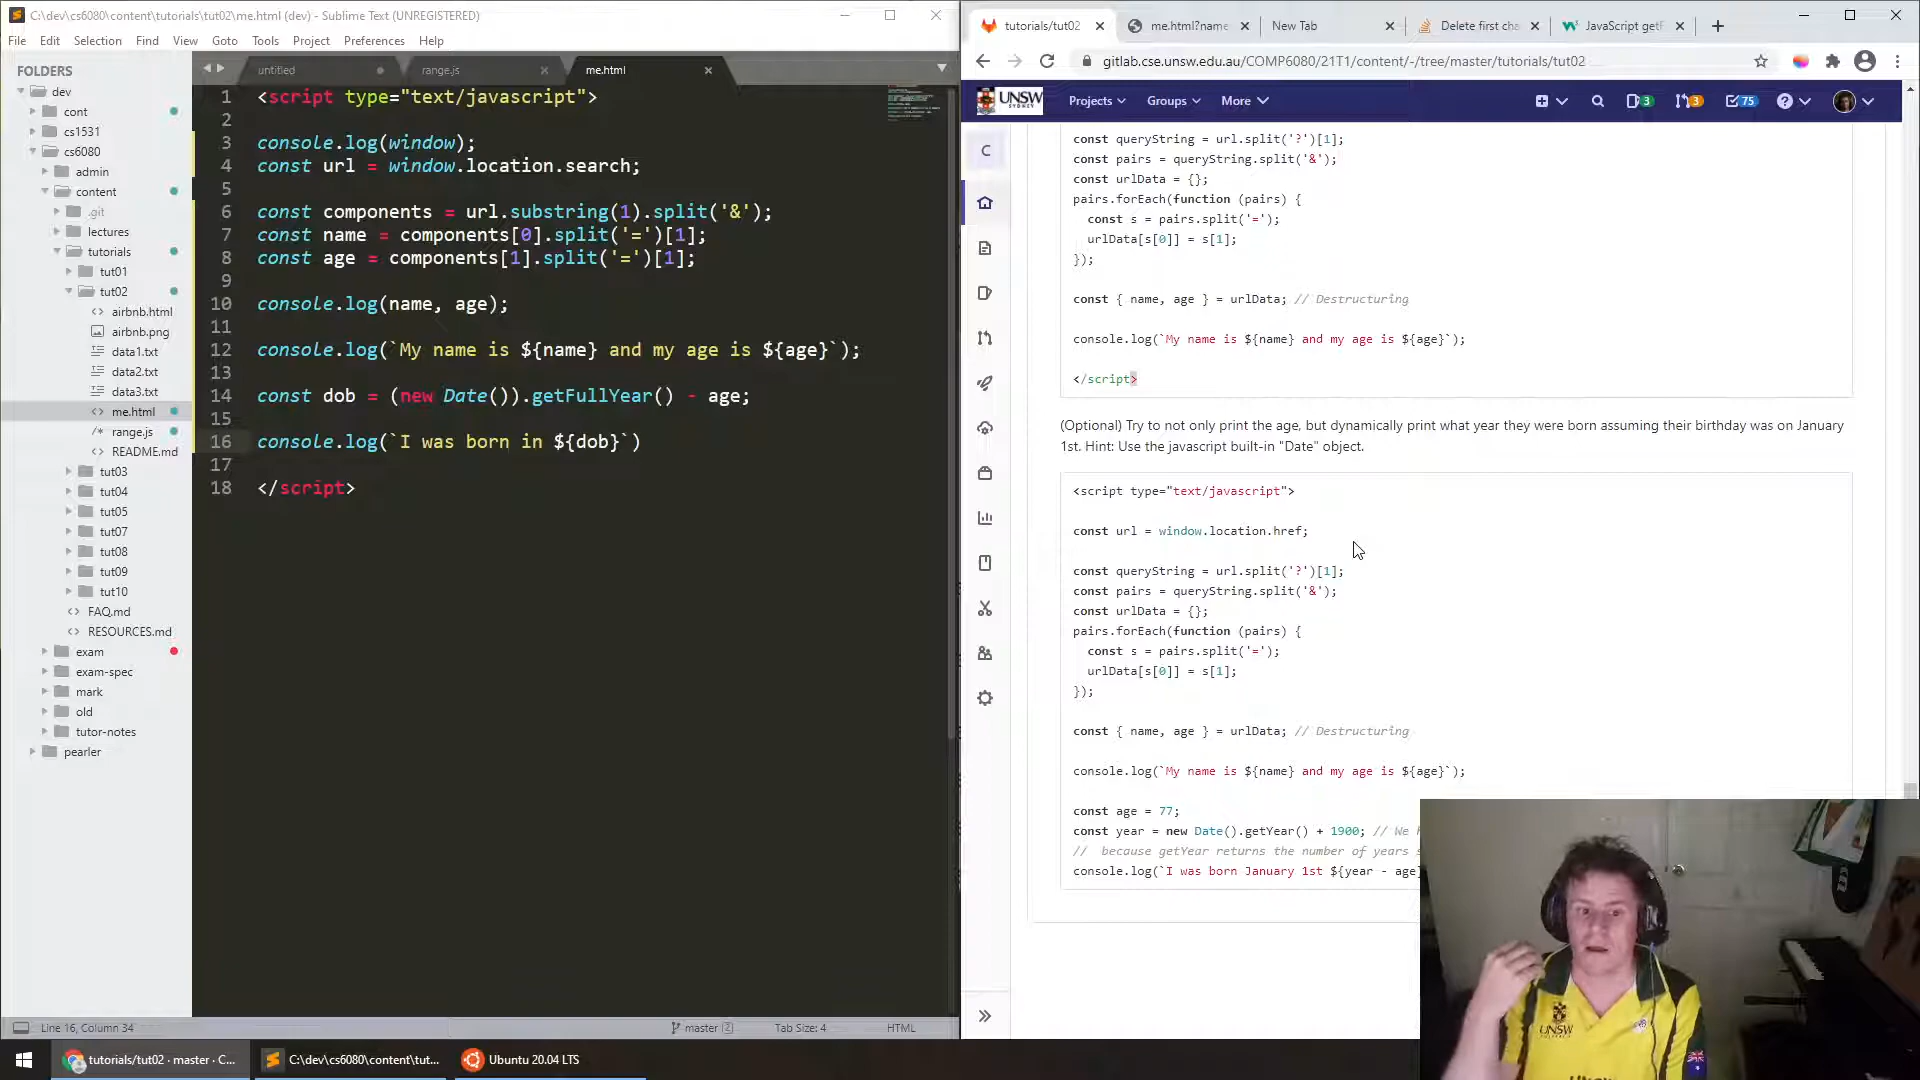 C:\dev\cs6080\content\tutorials\tut02\me.html (dev) - Sublime Text (UNREGISTERED)
File Edit Selection Find View Goto Tools Project Preferences Help
FOLDERS
dev
cont
cs1531
cs6080
admin
content
.git
lectures
tutorials
tut01
tut02
airbnb.html
airbnb.png
data1.txt
data2.txt
data3.txt
me.html
range.js
README.md
tut03
tut04
tut05
tut07
tut08
tut09
tut10
FAQ.md
RESOURCES.md
exam
exam-spec
mark
old
tutor-notes
pearler
untitled range.js me.html
1 <script type="text/javascript">
2
3 console.log(window);
4 const url = window.location.search;
5
6 const components = url.substring(1).split('&');
7 const name = components[0].split('=')[1];
8 const age = components[1].split('=')[1];
9
10 console.log(name, age);
11
12 console.log(`My name is ${name} and my age is ${age}`);
13
14 const dob = (new Date()).getFullYear() - age;
15
16 console.log(`I was born in ${dob}`)
17
18 </script>
Line 16, Column 34 master 2 Tab Size: 4 HTML
tutorials/tut02 me.html?name New Tab Delete first cha JavaScript getF
gitlab.cse.unsw.edu.au/COMP6080/21T1/content/-/tree/master/tutorials/tut02
UNSW
SYDNEY
Projects Groups More 3 3 75
C
const queryString = url.split('?')[1];
const pairs = queryString.split('&');
const urlData = {};
pairs.forEach(function (pairs) {
const s = pairs.split('=');
urlData[s[0]] = s[1];
});
const { name, age } = urlData; // Destructuring
console.log(`My name is ${name} and my age is ${age}`);
</script>
(Optional) Try to not only print the age, but dynamically print what year they were born assuming their birthday was on January
1st. Hint: Use the javascript built-in "Date" object.
<script type="text/javascript">
const url = window.location.href;
const queryString = url.split('?')[1];
const pairs = queryString.split('&');
const urlData = {};
pairs.forEach(function (pairs) {
const s = pairs.split('=');
urlData[s[0]] = s[1];
});
const { name, age } = urlData; // Destructuring
console.log(`My name is ${name} and my age is ${age}`);
const age = 77;
const year = new Date().getYear() + 1900; // We
// because getYear returns the number of years
console.log(`I was born January 1st ${year - age}
UNSW
tutorials/tut02 · master · C...
C:\dev\cs6080\content\tut...
Ubuntu 20.04 LTS